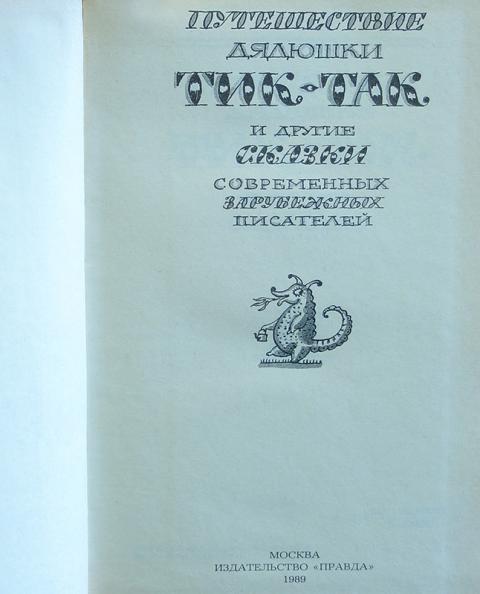 ПУТЕШЕСТВИЕ
ДЯДЮШКИ
ТИК-ТАК
И ДРУГИЕ
СКАЗКИ
СОВРЕМЕННЫХ
ЗАРУБЕЖНЫХ
ПИСАТЕЛЕЙ
МОСКВА
ИЗДАТЕЛЬСТВО «ПРАВДА»
1989